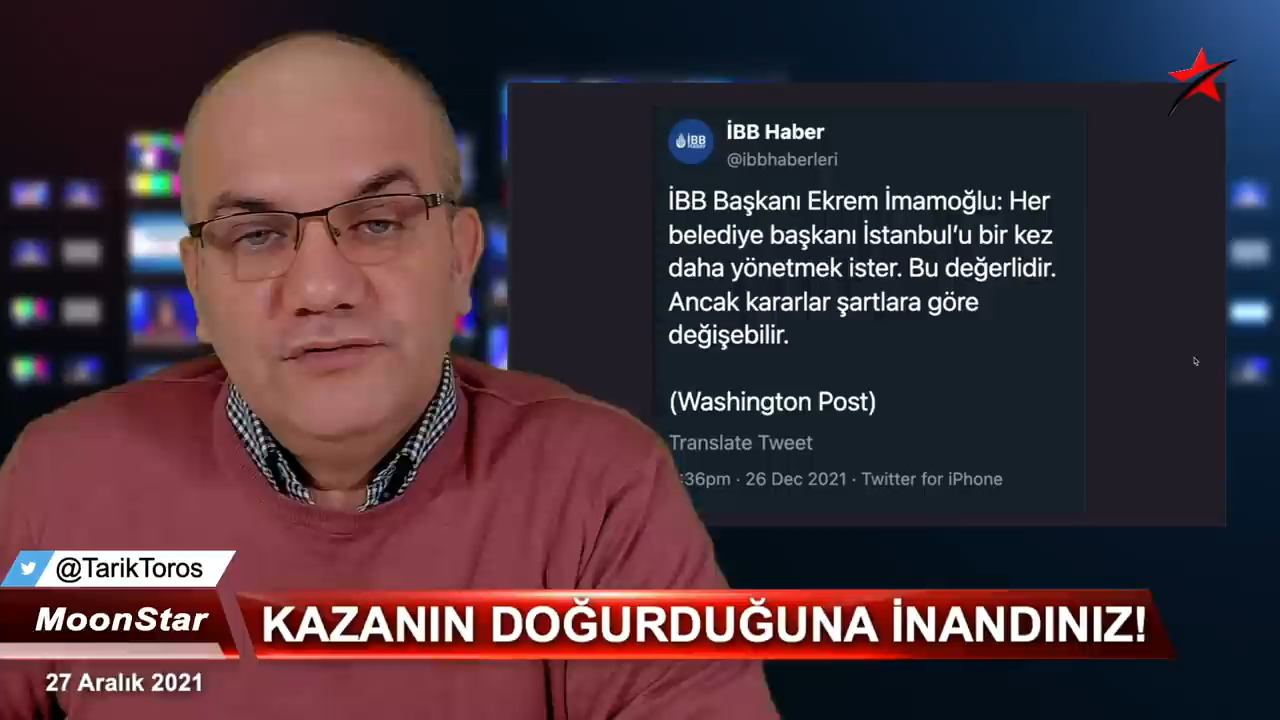 İBB Haber
@ibbhaberleri
İBB Başkanı Ekrem İmamoğlu: Her
belediye başkanı İstanbul'u bir kez
daha yönetmek ister. Bu değerlidir.
Ancak kararlar şartlara göre
değişebilir.
(Washington Post)
Translate Tweet
:36pm · 26 Dec 2021 · Twitter for iPhone
@TarikToros
MoonStar
KAZANIN DOĞURDUĞUNA İNANDINIZ!
27 Aralık 2021